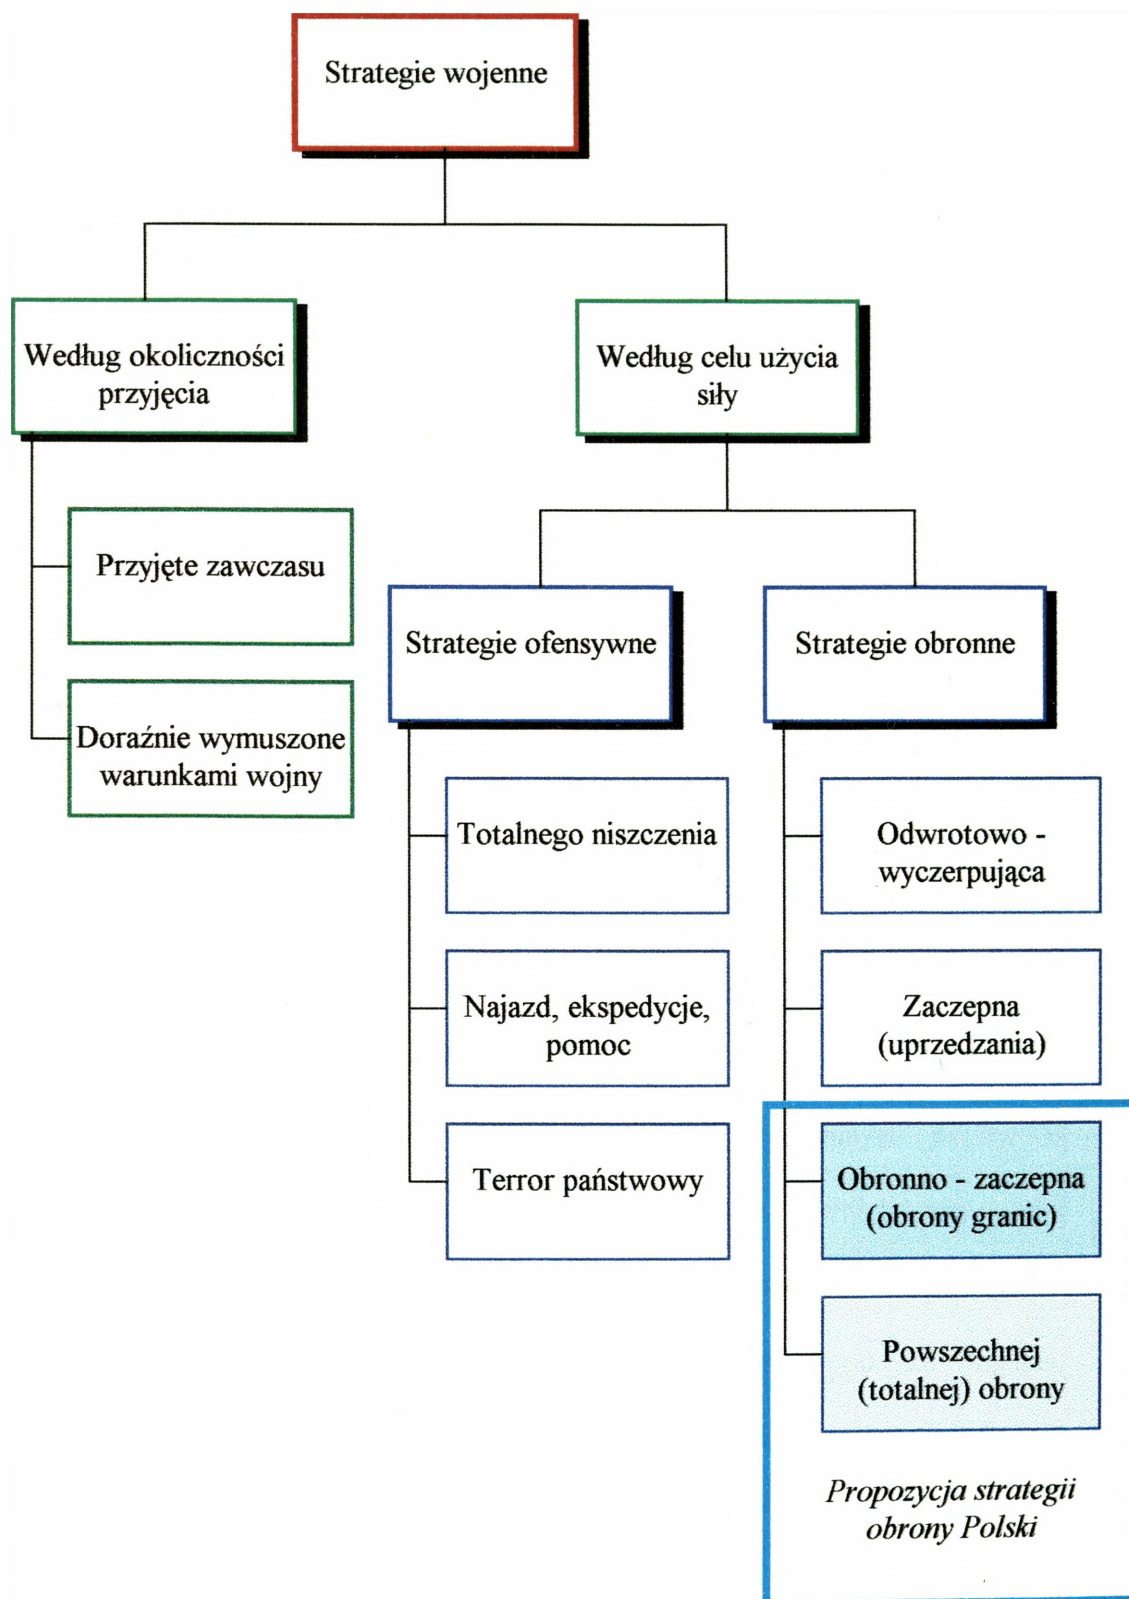 Strategie wojenne
Według okoliczności
przyjęcia
Według celu użycia
siły
Przyjęte zawczasu
Doraźnie wymuszone
warunkami wojny
Strategie ofensywne
Strategie obronne
Totalnego niszczenia
Najazd, ekspedycje,
pomoc
Terror państwowy
Odwrotowo -
wyczerpująca
Zaczepna
(uprzedzania)
Obronno - zaczepna
(obrony granic)
Powszechnej
(totalnej) obrony
Propozycja strategii
obrony Polski